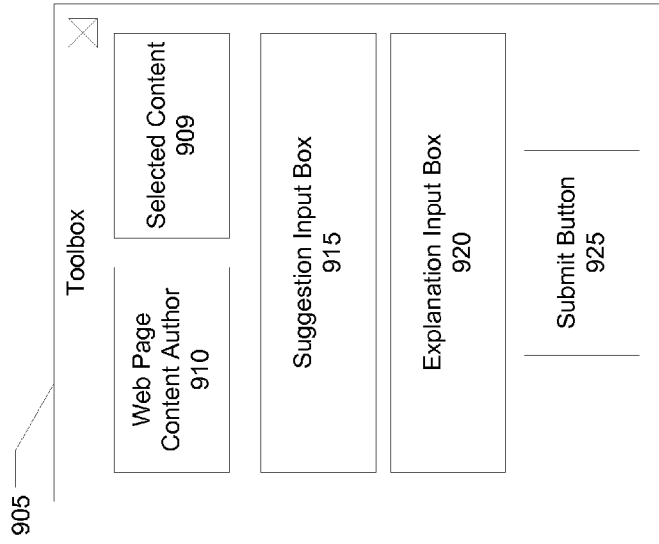 905
Toolbox
Web Page
Content Author
910
Selected Content
909
Suggestion Input Box
915
Explanation Input Box
920
Submit Button
925